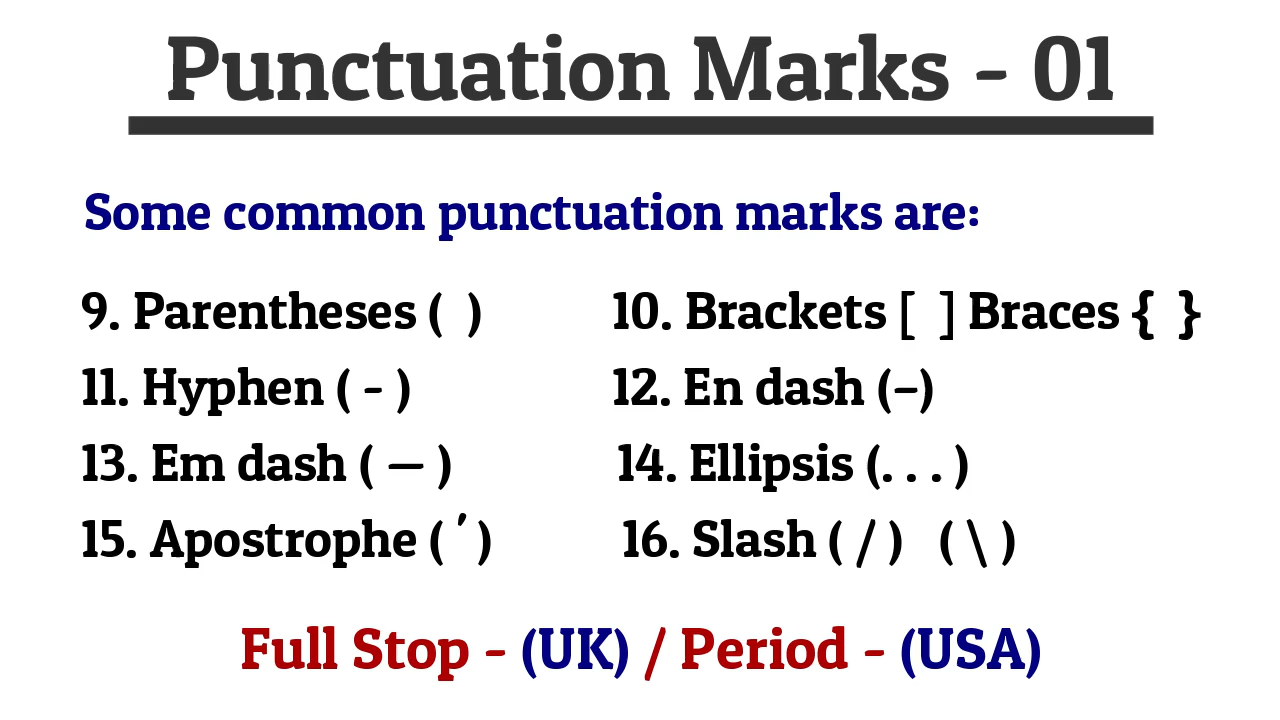 Punctuation Marks - 01
Some common punctuation marks are:
9. Parentheses (  ) 10. Brackets [  ] Braces {  }
11. Hyphen ( - ) 12. En dash (–)
13. Em dash ( — ) 14. Ellipsis (. . . )
15. Apostrophe ( ′ ) 16. Slash ( / )  ( \ )
Full Stop - (UK) / Period - (USA)